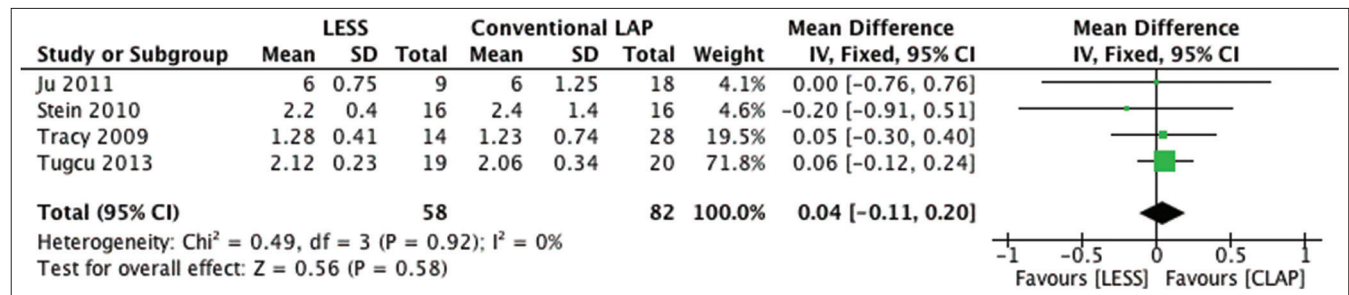 LESS Conventional LAP Mean Difference Mean Difference
Study or Subgroup Mean SD Total Mean SD Total Weight IV, Fixed, 95% CI IV, Fixed, 95% CI
Ju 2011 6 0.75 9 6 1.25 18 4.1% 0.00 [−0.76, 0.76]
Stein 2010 2.2 0.4 16 2.4 1.4 16 4.6% −0.20 [−0.91, 0.51]
Tracy 2009 1.28 0.41 14 1.23 0.74 28 19.5% 0.05 [−0.30, 0.40]
Tugcu 2013 2.12 0.23 19 2.06 0.34 20 71.8% 0.06 [−0.12, 0.24]
Total (95% CI) 58 82 100.0% 0.04 [−0.11, 0.20]
Heterogeneity: Chi² = 0.49, df = 3 (P = 0.92); I² = 0%
Test for overall effect: Z = 0.56 (P = 0.58)
−1 −0.5 0 0.5 1
Favours [LESS] Favours [CLAP]